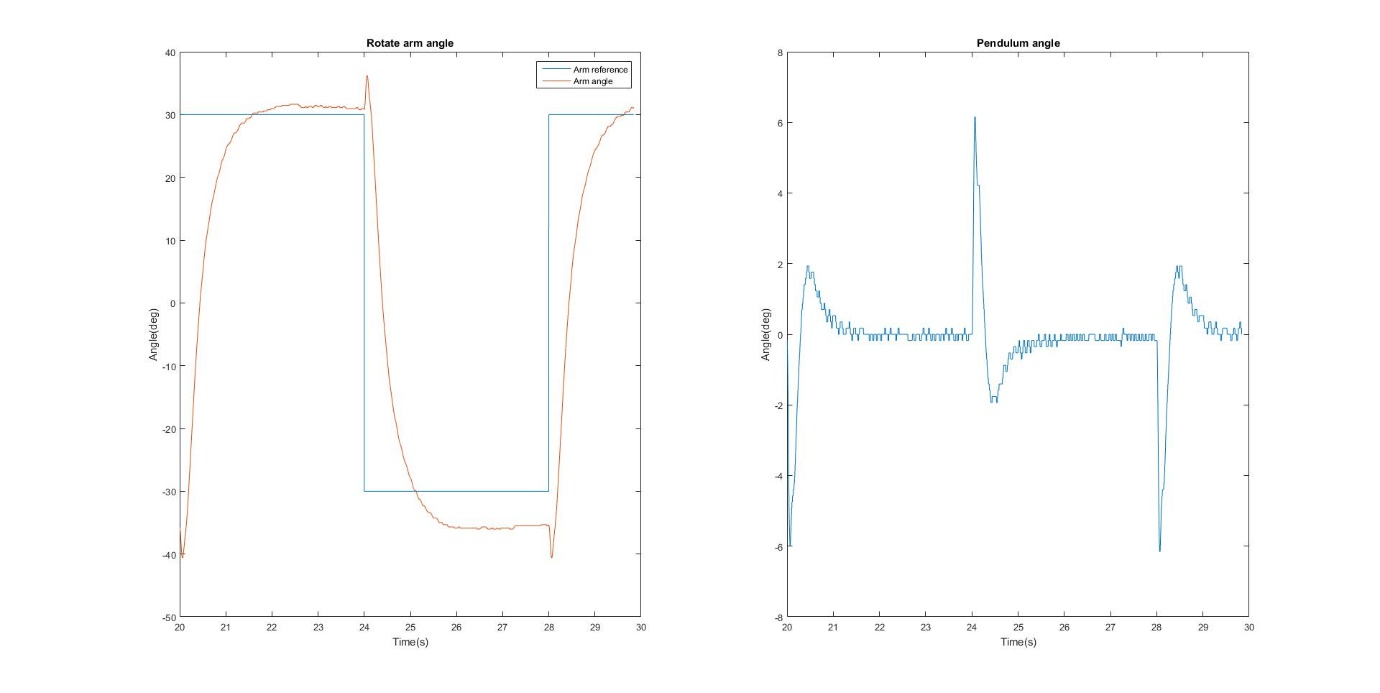 Rotate arm angle
40
30
20
10
0
-10
-20
-30
-40
-50
Angle(deg)
Arm reference
Arm angle
20 21 22 23 24 25 26 27 28 29 30
Time(s)
Pendulum angle
8
6
4
2
0
-2
-4
-6
-8
Angle(deg)
20 21 22 23 24 25 26 27 28 29 30
Time(s)